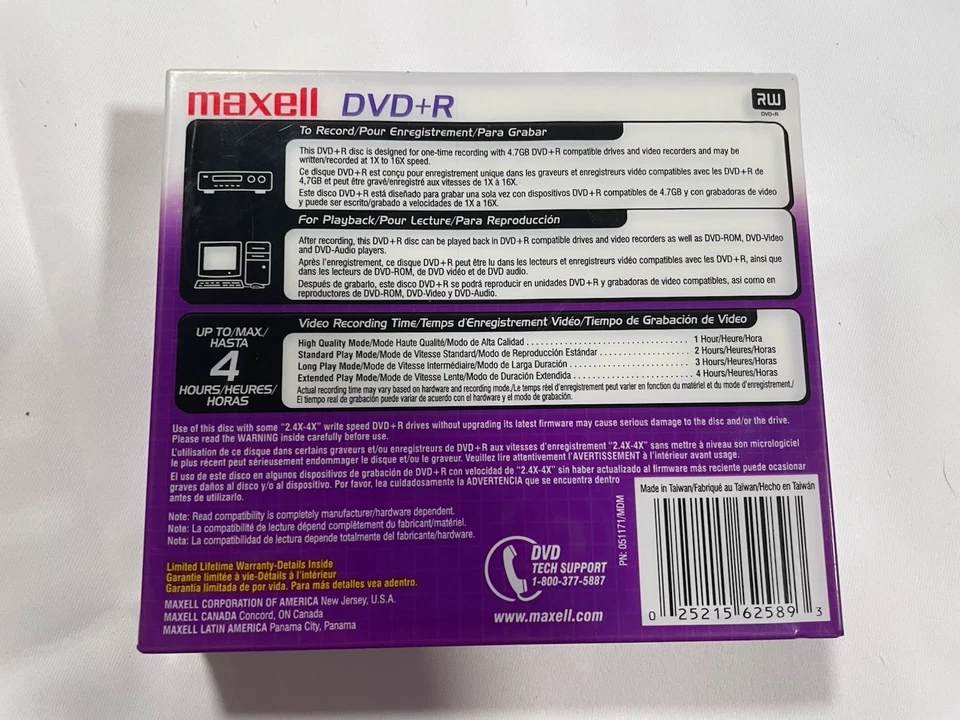 maxell DVD+R
RW
DVD+R
To Record/Pour Enregistrement/Para Grabar
This DVD+R disc is designed for one-time recording with 4.7GB DVD+R compatible drives and video recorders and may be
written/recorded at 1X to 16X speed.
Ce disque DVD+R est conçu pour enregistrement unique dans les graveurs et enregistreurs vidéo compatibles avec les DVD+R de
4,7GB et peut être gravé/enregistré aux vitesses de 1X à 16X.
Este disco DVD+R está diseñado para grabar una sola vez con dispositivos DVD+R compatibles de 4.7GB y con grabadoras de video
y puede ser escrito/grabado a velocidades de 1X a 16X.
For Playback/Pour Lecture/Para Reproducción
After recording, this DVD+R disc can be played back in DVD+R compatible drives and video recorders as well as DVD-ROM, DVD-Video
and DVD-Audio players.
Après l'enregistrement, ce disque DVD+R peut être lu dans les lecteurs et enregistreurs vidéo compatibles avec les DVD+R, ainsi que
dans les lecteurs de DVD-ROM, de DVD vidéo et de DVD audio.
Después de grabarlo, este disco DVD+R se podrá reproducir en unidades DVD+R y grabadoras de video compatibles, así como en
reproductores de DVD-ROM, DVD-Video y DVD-Audio.
UP TO/MAX/
HASTA
4
HOURS/HEURES/
HORAS
Video Recording Time/Temps d'Enregistrement Vidéo/Tiempo de Grabación de Video
High Quality Mode/Mode Haute Qualité/Modo de Alta Calidad . . . . . . . . . . . . . . . . . . . . . . . . . . . . . . . 1 Hour/Heure/Hora
Standard Play Mode/Mode de Vitesse Standard/Modo de Reproducción Estándar . . . . . . . . . . . . . . . . . . 2 Hours/Heures/Horas
Long Play Mode/Mode de Vitesse Intermédiaire/Modo de Larga Duración . . . . . . . . . . . . . . . . . . . . . . . 3 Hours/Heures/Horas
Extended Play Mode/Mode de Vitesse Lente/Modo de Duración Extendida . . . . . . . . . . . . . . . . . . . . . . . 4 Hours/Heures/Horas
Actual recording time may vary based on hardware and recording mode./Le temps réel d'enregistrement peut varier en fonction du matériel et du mode d'enregistrement./
El tiempo real de grabación puede variar de acuerdo con el hardware y el modo de grabación.
Use of this disc with some "2.4X-4X" write speed DVD+R drives without upgrading its latest firmware may cause serious damage to the disc and/or the drive.
Please read the WARNING inside carefully before use.
L'utilisation de ce disque dans certains graveurs et/ou enregistreurs de DVD+R aux vitesses d'enregistrement "2.4X-4X" sans mettre à niveau son micrologiciel
le plus récent peut sérieusement endommager le disque et/ou le graveur. Veuillez lire attentivement l'AVERTISSEMENT à l'intérieur avant usage.
El uso de este disco en algunos dispositivos de grabación de DVD+R con velocidad de "2.4X-4X" sin haber actualizado al firmware más reciente puede ocasionar
graves daños al disco y/o al dispositivo. Por favor, lea cuidadosamente la ADVERTENCIA que se encuentra dentro
antes de utilizarlo.
Note: Read compatibility is completely manufacturer/hardware dependent.
Note: La compatibilité de lecture dépend complètement du fabricant/matériel.
Nota: La compatibilidad de lectura depende totalmente del fabricante/hardware.
Limited Lifetime Warranty-Details Inside
Garantie limitée à vie-Détails à l'intérieur
Garantía limitada de por vida. Para más detalles vea adentro.
MAXELL CORPORATION OF AMERICA New Jersey, U.S.A.
MAXELL CANADA Concord, ON Canada
MAXELL LATIN AMERICA Panama City, Panama
DVD
TECH SUPPORT
1-800-377-5887
www.maxell.com
PN: 051171/MDM
Made in Taiwan/Fabriqué au Taïwan/Hecho en Taiwán
0 25215 62589 3